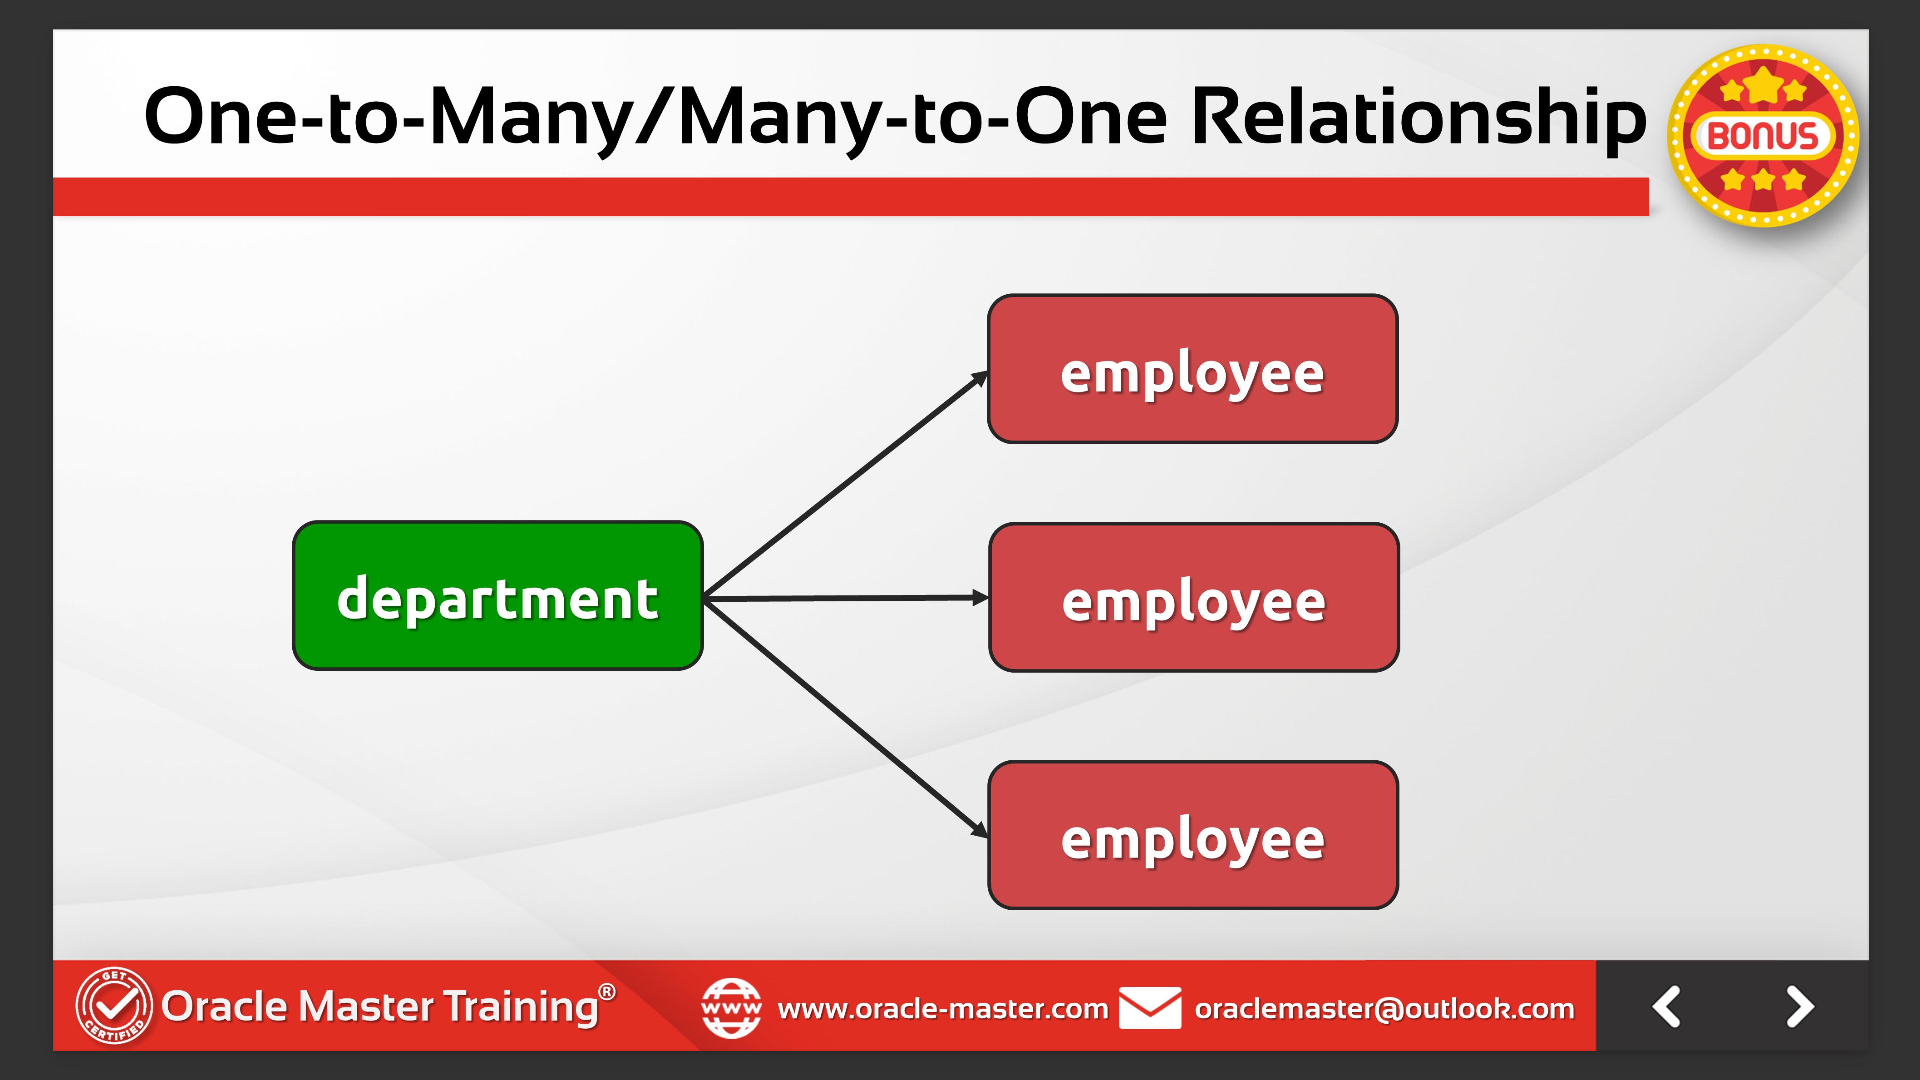 One-to-Many/Many-to-One Relationship
BONUS
employee
department
employee
employee
GET
CERTIFIED
Oracle Master Training®
www
www.oracle-master.com
oraclemaster@outlook.com